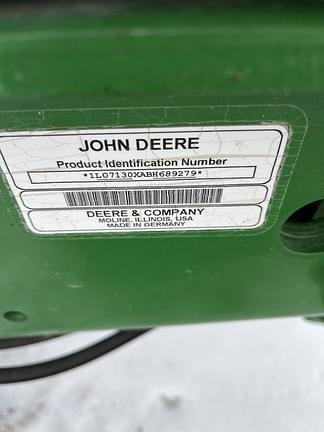 JOHN DEERE
Product Identification Number
*1L07130XABH689279*
DEERE & COMPANY
MOLINE, ILLINOIS, USA
MADE IN GERMANY